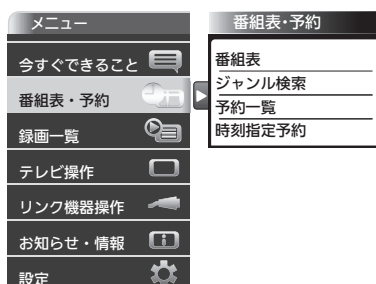 メニュー
今すぐできること
番組表・予約
録画一覧
テレビ操作
リンク機器操作
お知らせ・情報
設定
番組表・予約
番組表
ジャンル検索
予約一覧
時刻指定予約